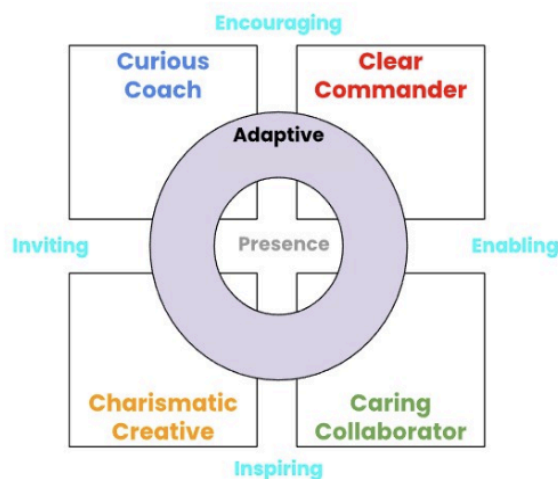 Encouraging
Curious
Coach
Clear
Commander
Adaptive
Inviting
Presence
Enabling
Charismatic
Creative
Caring
Collaborator
Inspiring